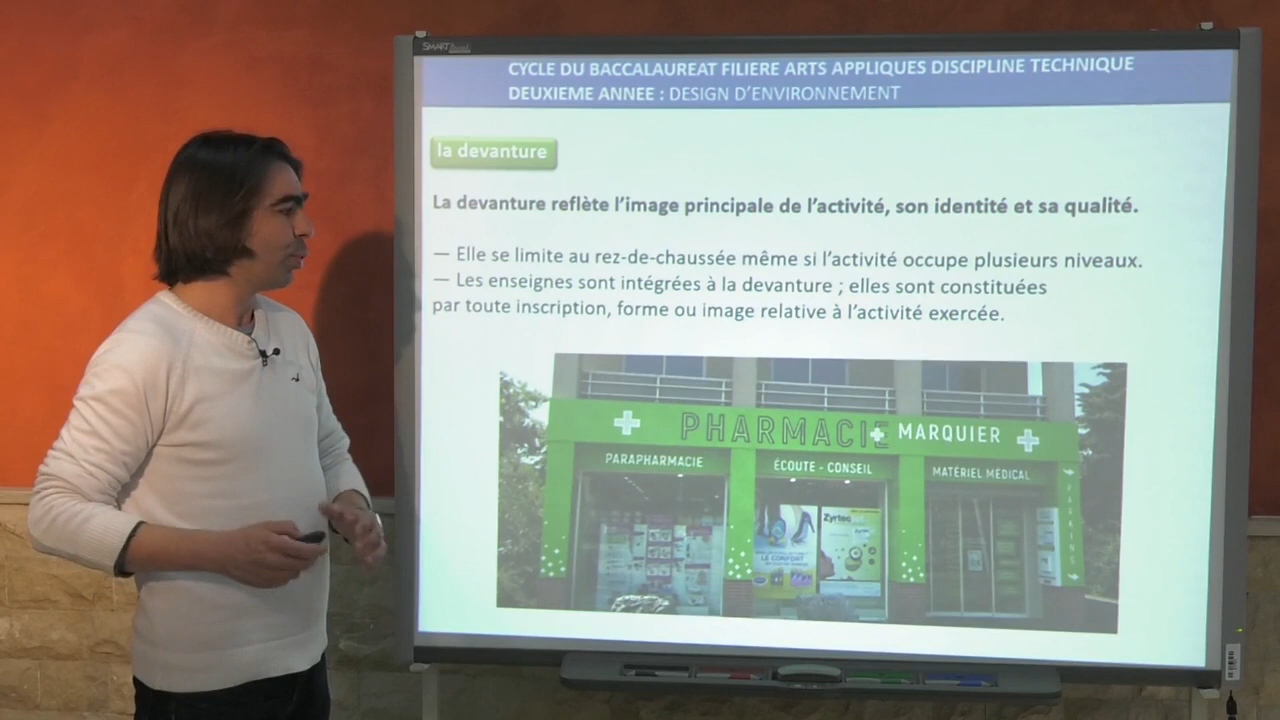 SMART Board
CYCLE DU BACCALAUREAT FILIERE ARTS APPLIQUES DISCIPLINE TECHNIQUE
DEUXIEME ANNEE : DESIGN D'ENVIRONNEMENT
la devanture
La devanture reflète l'image principale de l'activité, son identité et sa qualité.
— Elle se limite au rez-de-chaussée même si l'activité occupe plusieurs niveaux.
— Les enseignes sont intégrées à la devanture ; elles sont constituées
par toute inscription, forme ou image relative à l'activité exercée.
PHARMACIE MARQUIER
PARAPHARMACIE
ÉCOUTE - CONSEIL
MATÉRIEL MÉDICAL
PARKING
Zyrtec
LE CONFORT